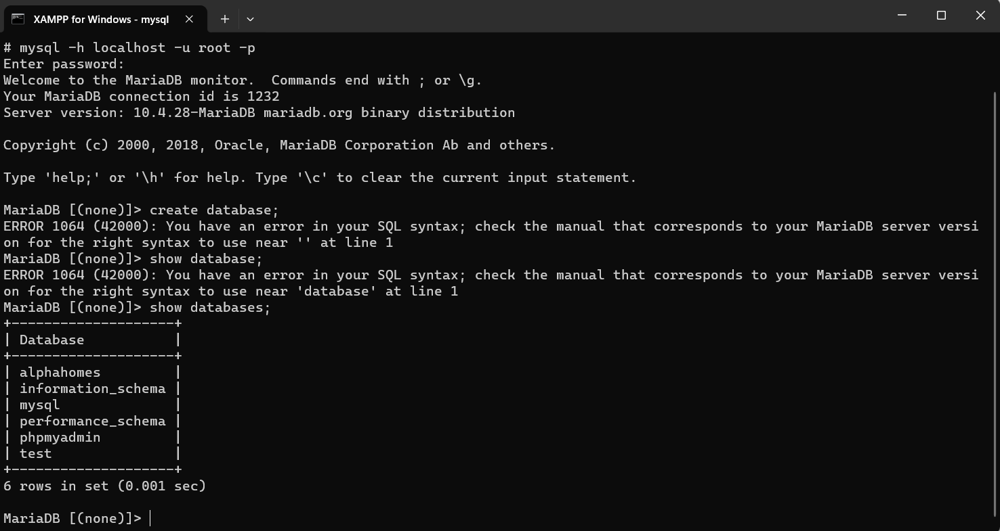 XAMPP for Windows - mysql
# mysql -h localhost -u root -p
Enter password:
Welcome to the MariaDB monitor.  Commands end with ; or \g.
Your MariaDB connection id is 1232
Server version: 10.4.28-MariaDB mariadb.org binary distribution

Copyright (c) 2000, 2018, Oracle, MariaDB Corporation Ab and others.

Type 'help;' or '\h' for help. Type '\c' to clear the current input statement.

MariaDB [(none)]> create database;
ERROR 1064 (42000): You have an error in your SQL syntax; check the manual that corresponds to your MariaDB server versi
on for the right syntax to use near '' at line 1
MariaDB [(none)]> show database;
ERROR 1064 (42000): You have an error in your SQL syntax; check the manual that corresponds to your MariaDB server versi
on for the right syntax to use near 'database' at line 1
MariaDB [(none)]> show databases;
+--------------------+
| Database           |
+--------------------+
| alphahomes         |
| information_schema |
| mysql              |
| performance_schema |
| phpmyadmin         |
| test               |
+--------------------+
6 rows in set (0.001 sec)

MariaDB [(none)]>